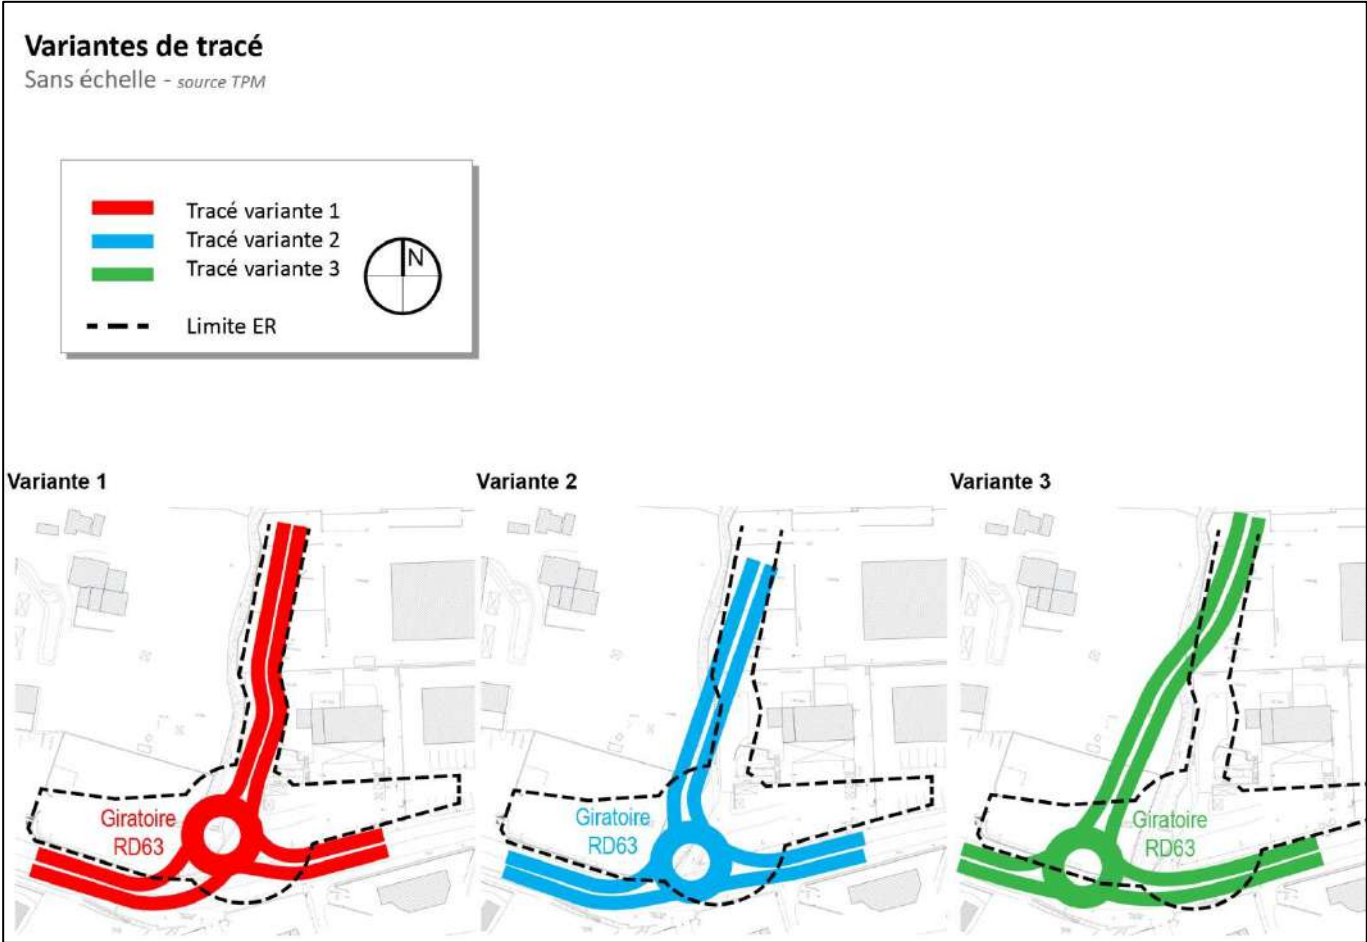 Variantes de tracé
Sans échelle - source TPM
Tracé variante 1
Tracé variante 2
Tracé variante 3
N
Limite ER
Variante 1
Variante 2
Variante 3
Giratoire
RD63
Giratoire
RD63
Giratoire
RD63